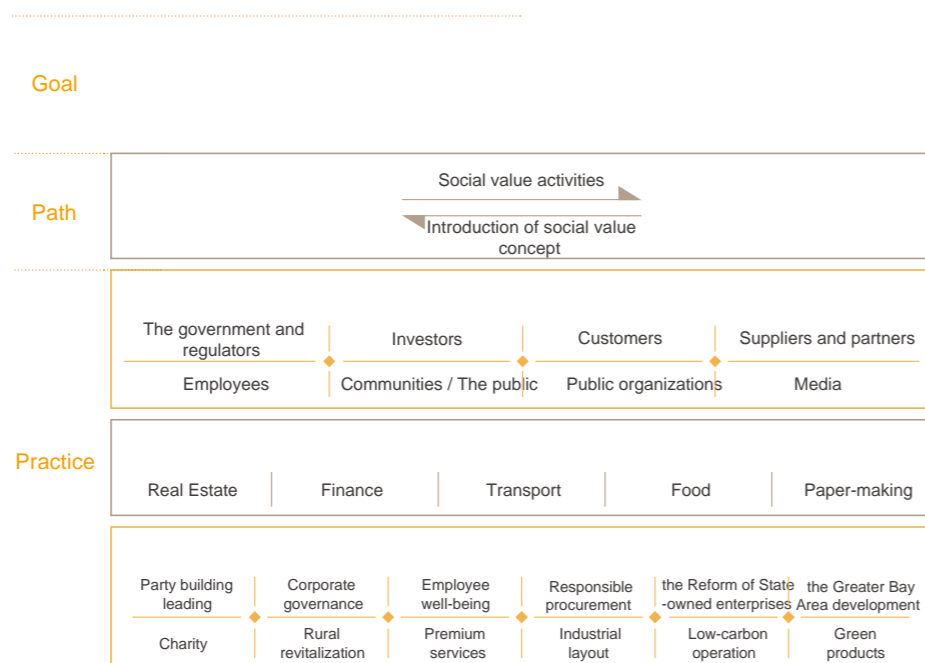 Goal
Path
Social value activities
Introduction of social value
concept
Practice
The government and
regulators
Investors
Customers
Suppliers and partners
Employees
Communities / The public
Public organizations
Media
Real Estate
Finance
Transport
Food
Paper-making
Party building
leading
Corporate
governance
Employee
well-being
Responsible
procurement
the Reform of State
-owned enterprises
the Greater Bay
Area development
Charity
Rural
revitalization
Premium
services
Industrial
layout
Low-carbon
operation
Green
products